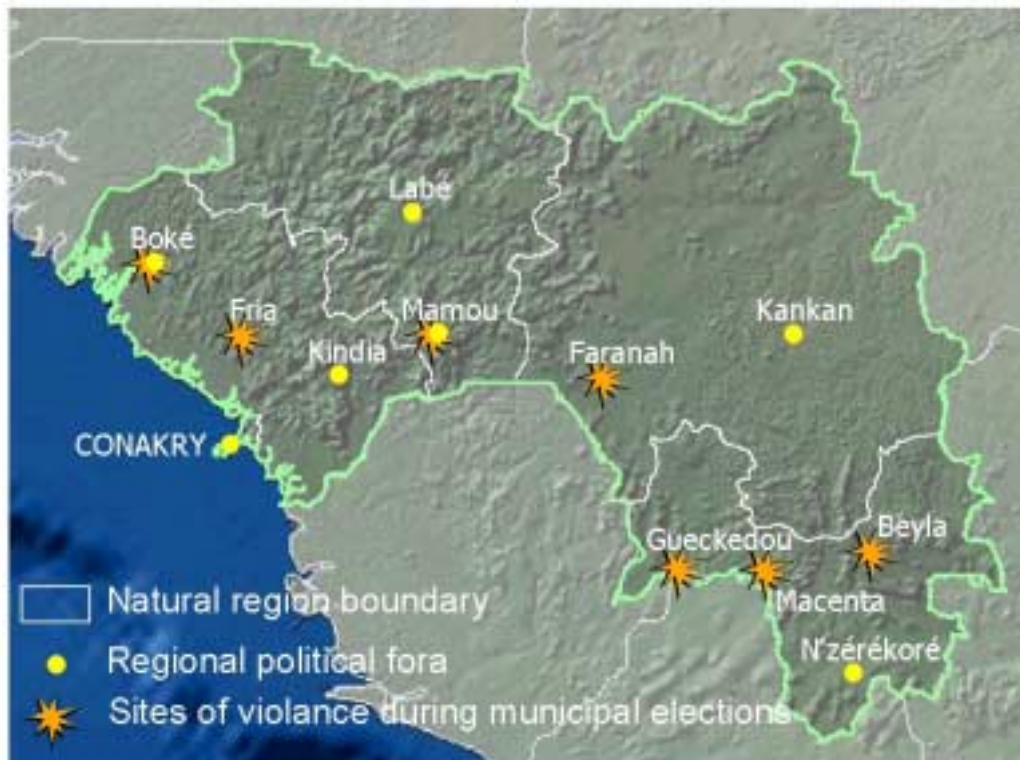 Labé
Boké
Fria
Mamou
Kankan
Kindia
Faranah
CONAKRY
Gueckedou
Beyla
Macenta
N'zérékoré
Natural region boundary
Regional political fora
Sites of violance during municipal elections